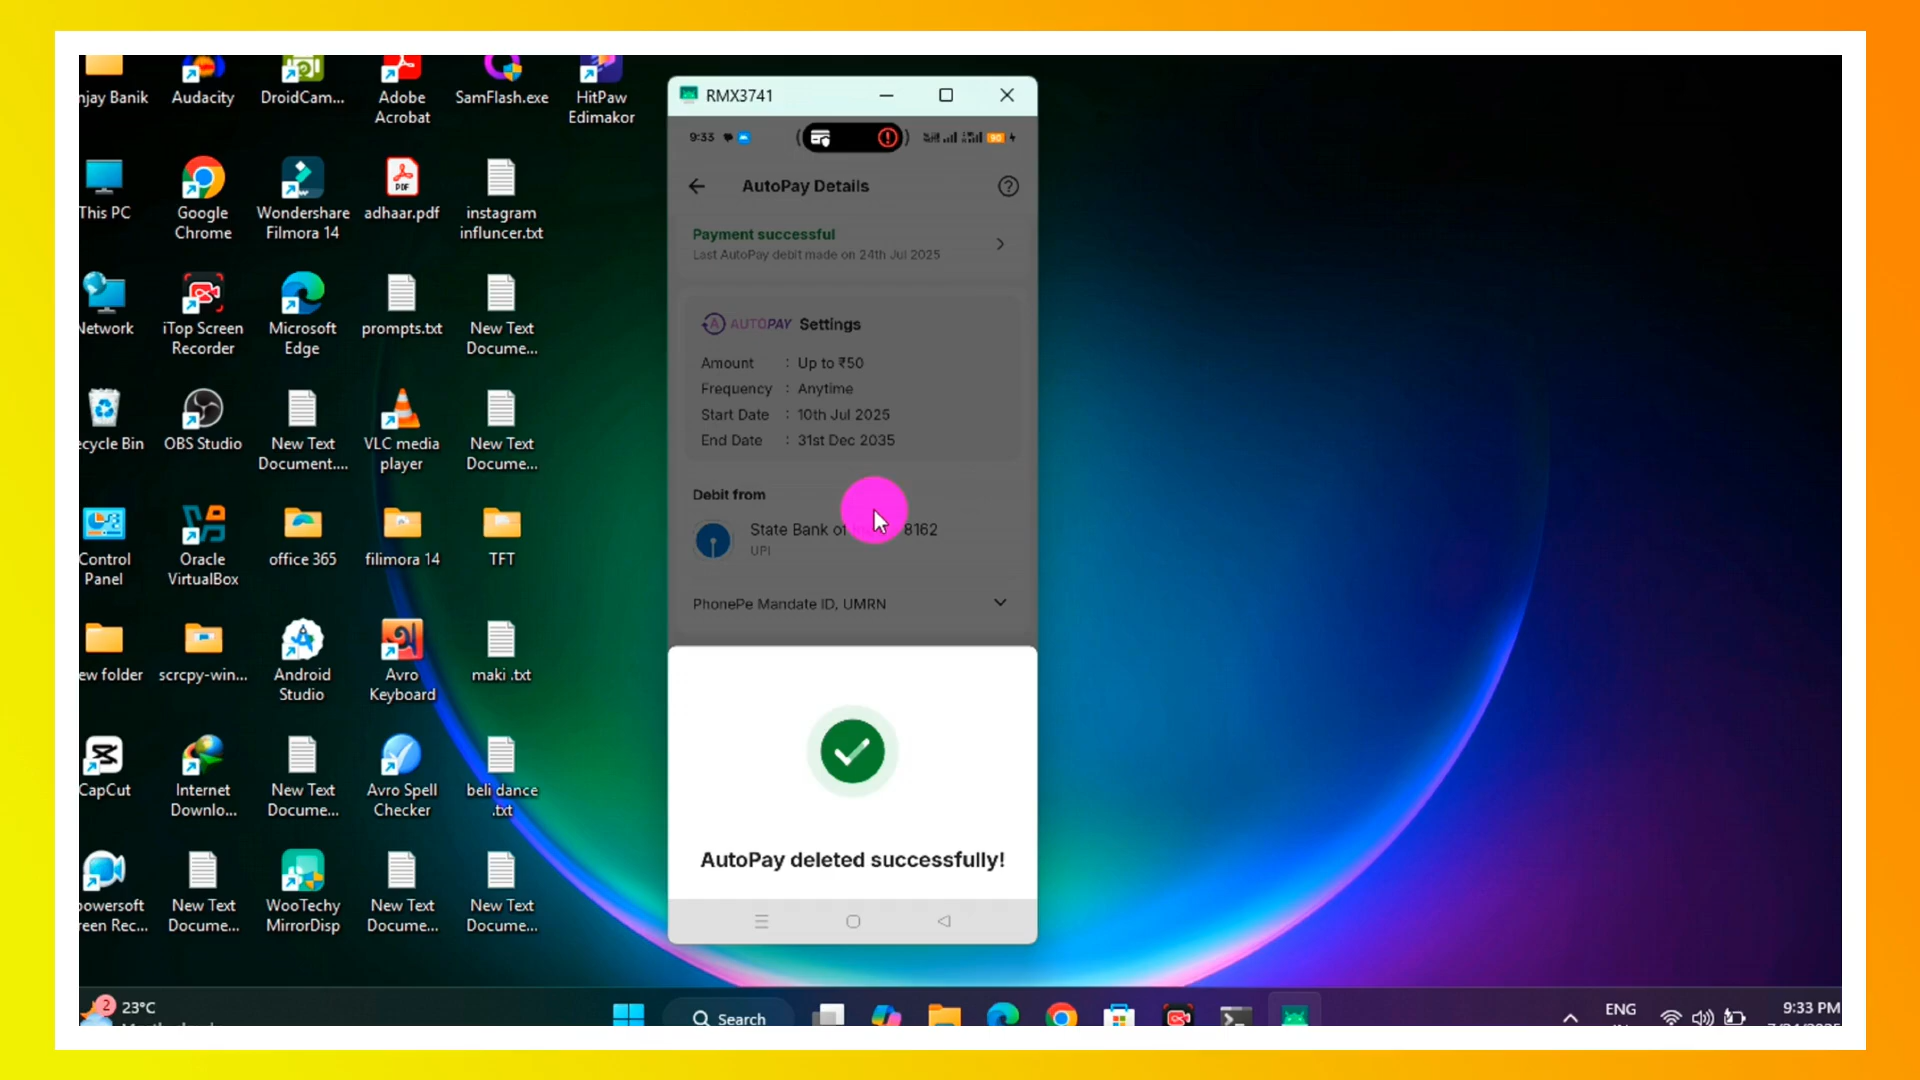 njay Banik
Audacity
DroidCam...
Adobe
Acrobat
SamFlash.exe
HitPaw
Edimakor
This PC
Google
Chrome
Wondershare
Filmora 14
adhaar.pdf
instagram
influncer.txt
Network
iTop Screen
Recorder
Microsoft
Edge
prompts.txt
New Text
Docume...
ecycle Bin
OBS Studio
New Text
Document....
VLC media
player
New Text
Docume...
Control
Panel
Oracle
VirtualBox
office 365
filimora 14
TFT
ew folder
scrcpy-win...
Android
Studio
Avro
Keyboard
maki .txt
CapCut
Internet
Downlo...
New Text
Docume...
Avro Spell
Checker
beli dance
.txt
powersoft
reen Rec...
New Text
Docume...
WooTechy
MirrorDisp
New Text
Docume...
New Text
Docume...
RMX3741
9:33
90
AutoPay Details
Payment successful
Last AutoPay debit made on 24th Jul 2025
AUTOPAY Settings
Amount : Up to ₹50
Frequency : Anytime
Start Date : 10th Jul 2025
End Date : 31st Dec 2035
Debit from
State Bank of 8162
UPI
PhonePe Mandate ID, UMRN
AutoPay deleted successfully!
2
23°C
Search
ENG
9:33 PM